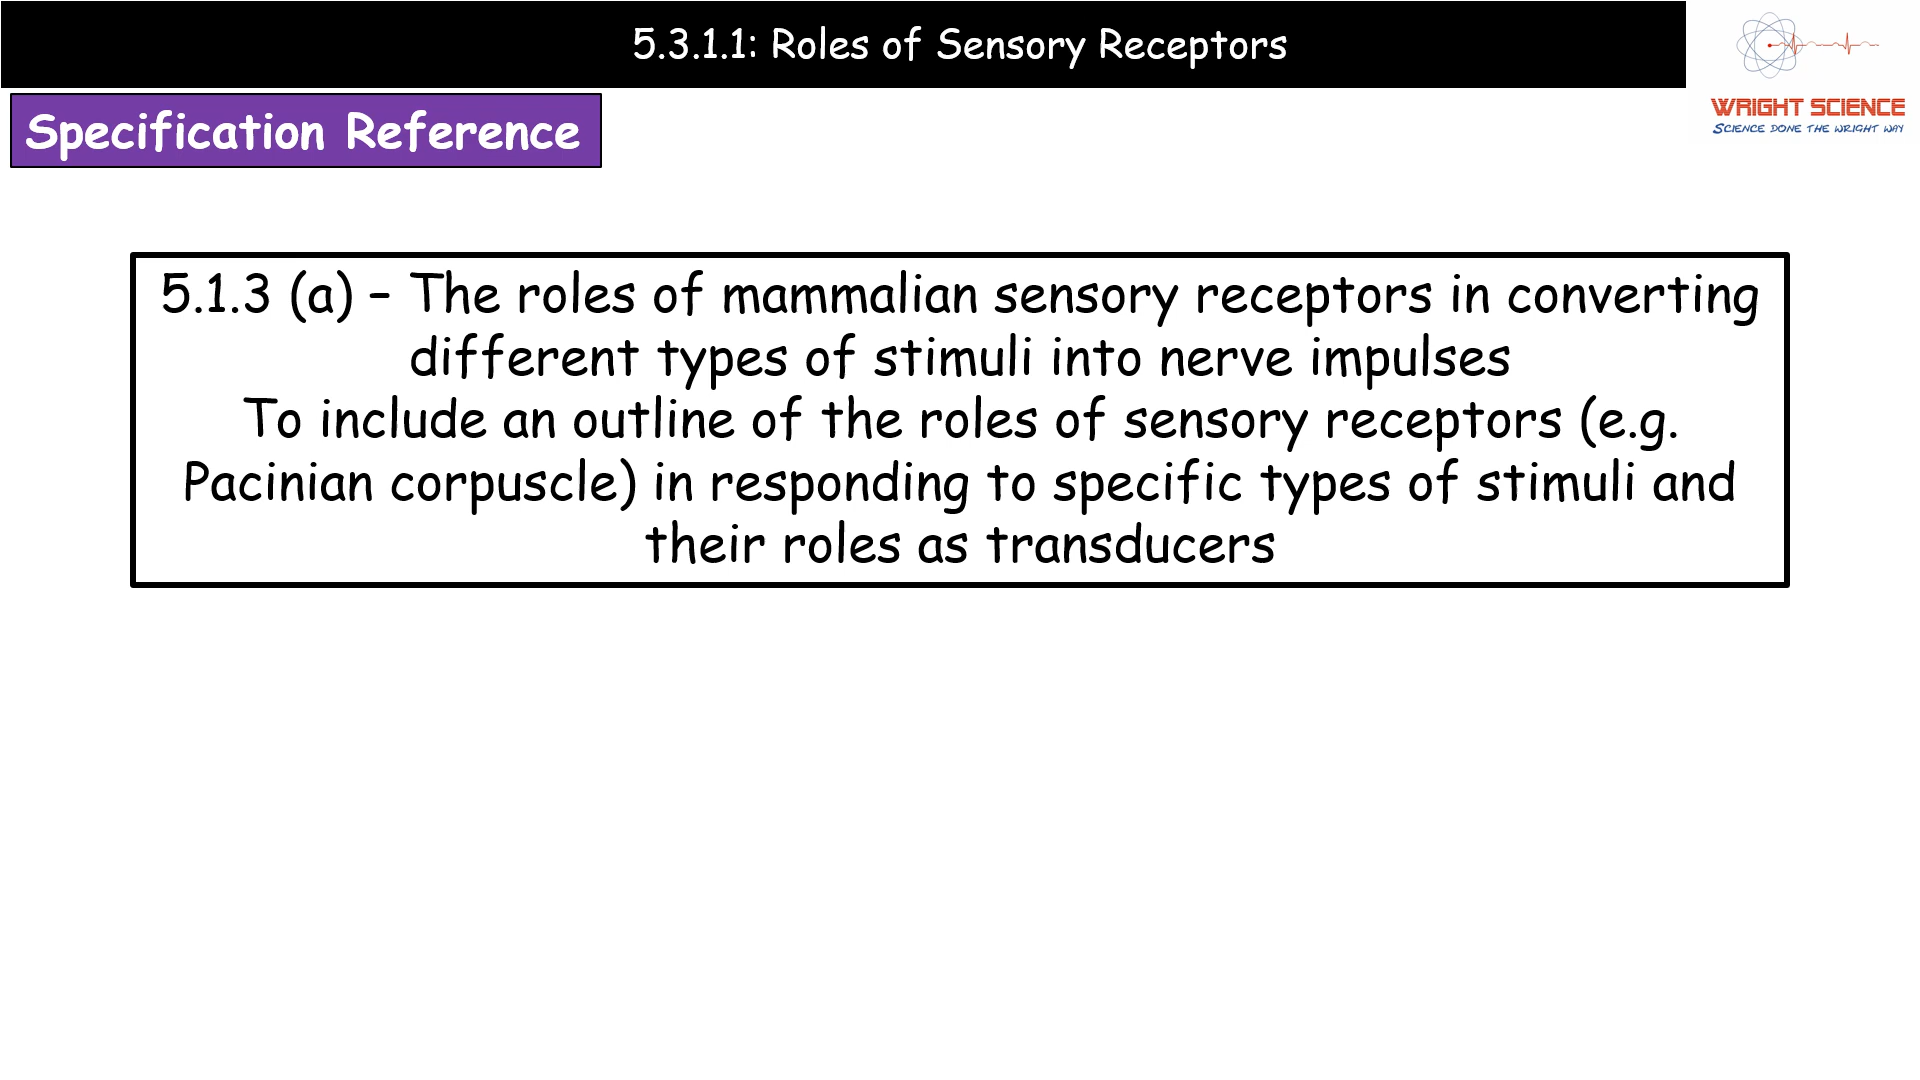 5.3.1.1: Roles of Sensory Receptors
WRIGHT SCIENCE
SCIENCE DONE THE WRIGHT WAY
Specification Reference
5.1.3 (a) – The roles of mammalian sensory receptors in converting
different types of stimuli into nerve impulses
To include an outline of the roles of sensory receptors (e.g.
Pacinian corpuscle) in responding to specific types of stimuli and
their roles as transducers